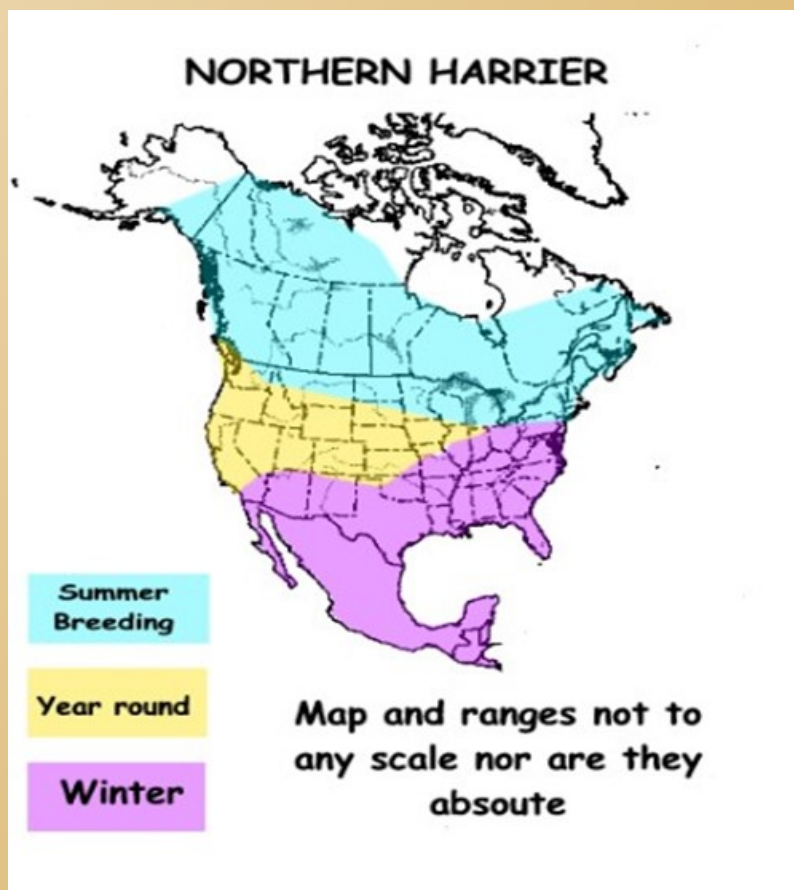 NORTHERN HARRIER
Summer
Breeding
Year round
Winter
Map and ranges not to
any scale nor are they
absoute